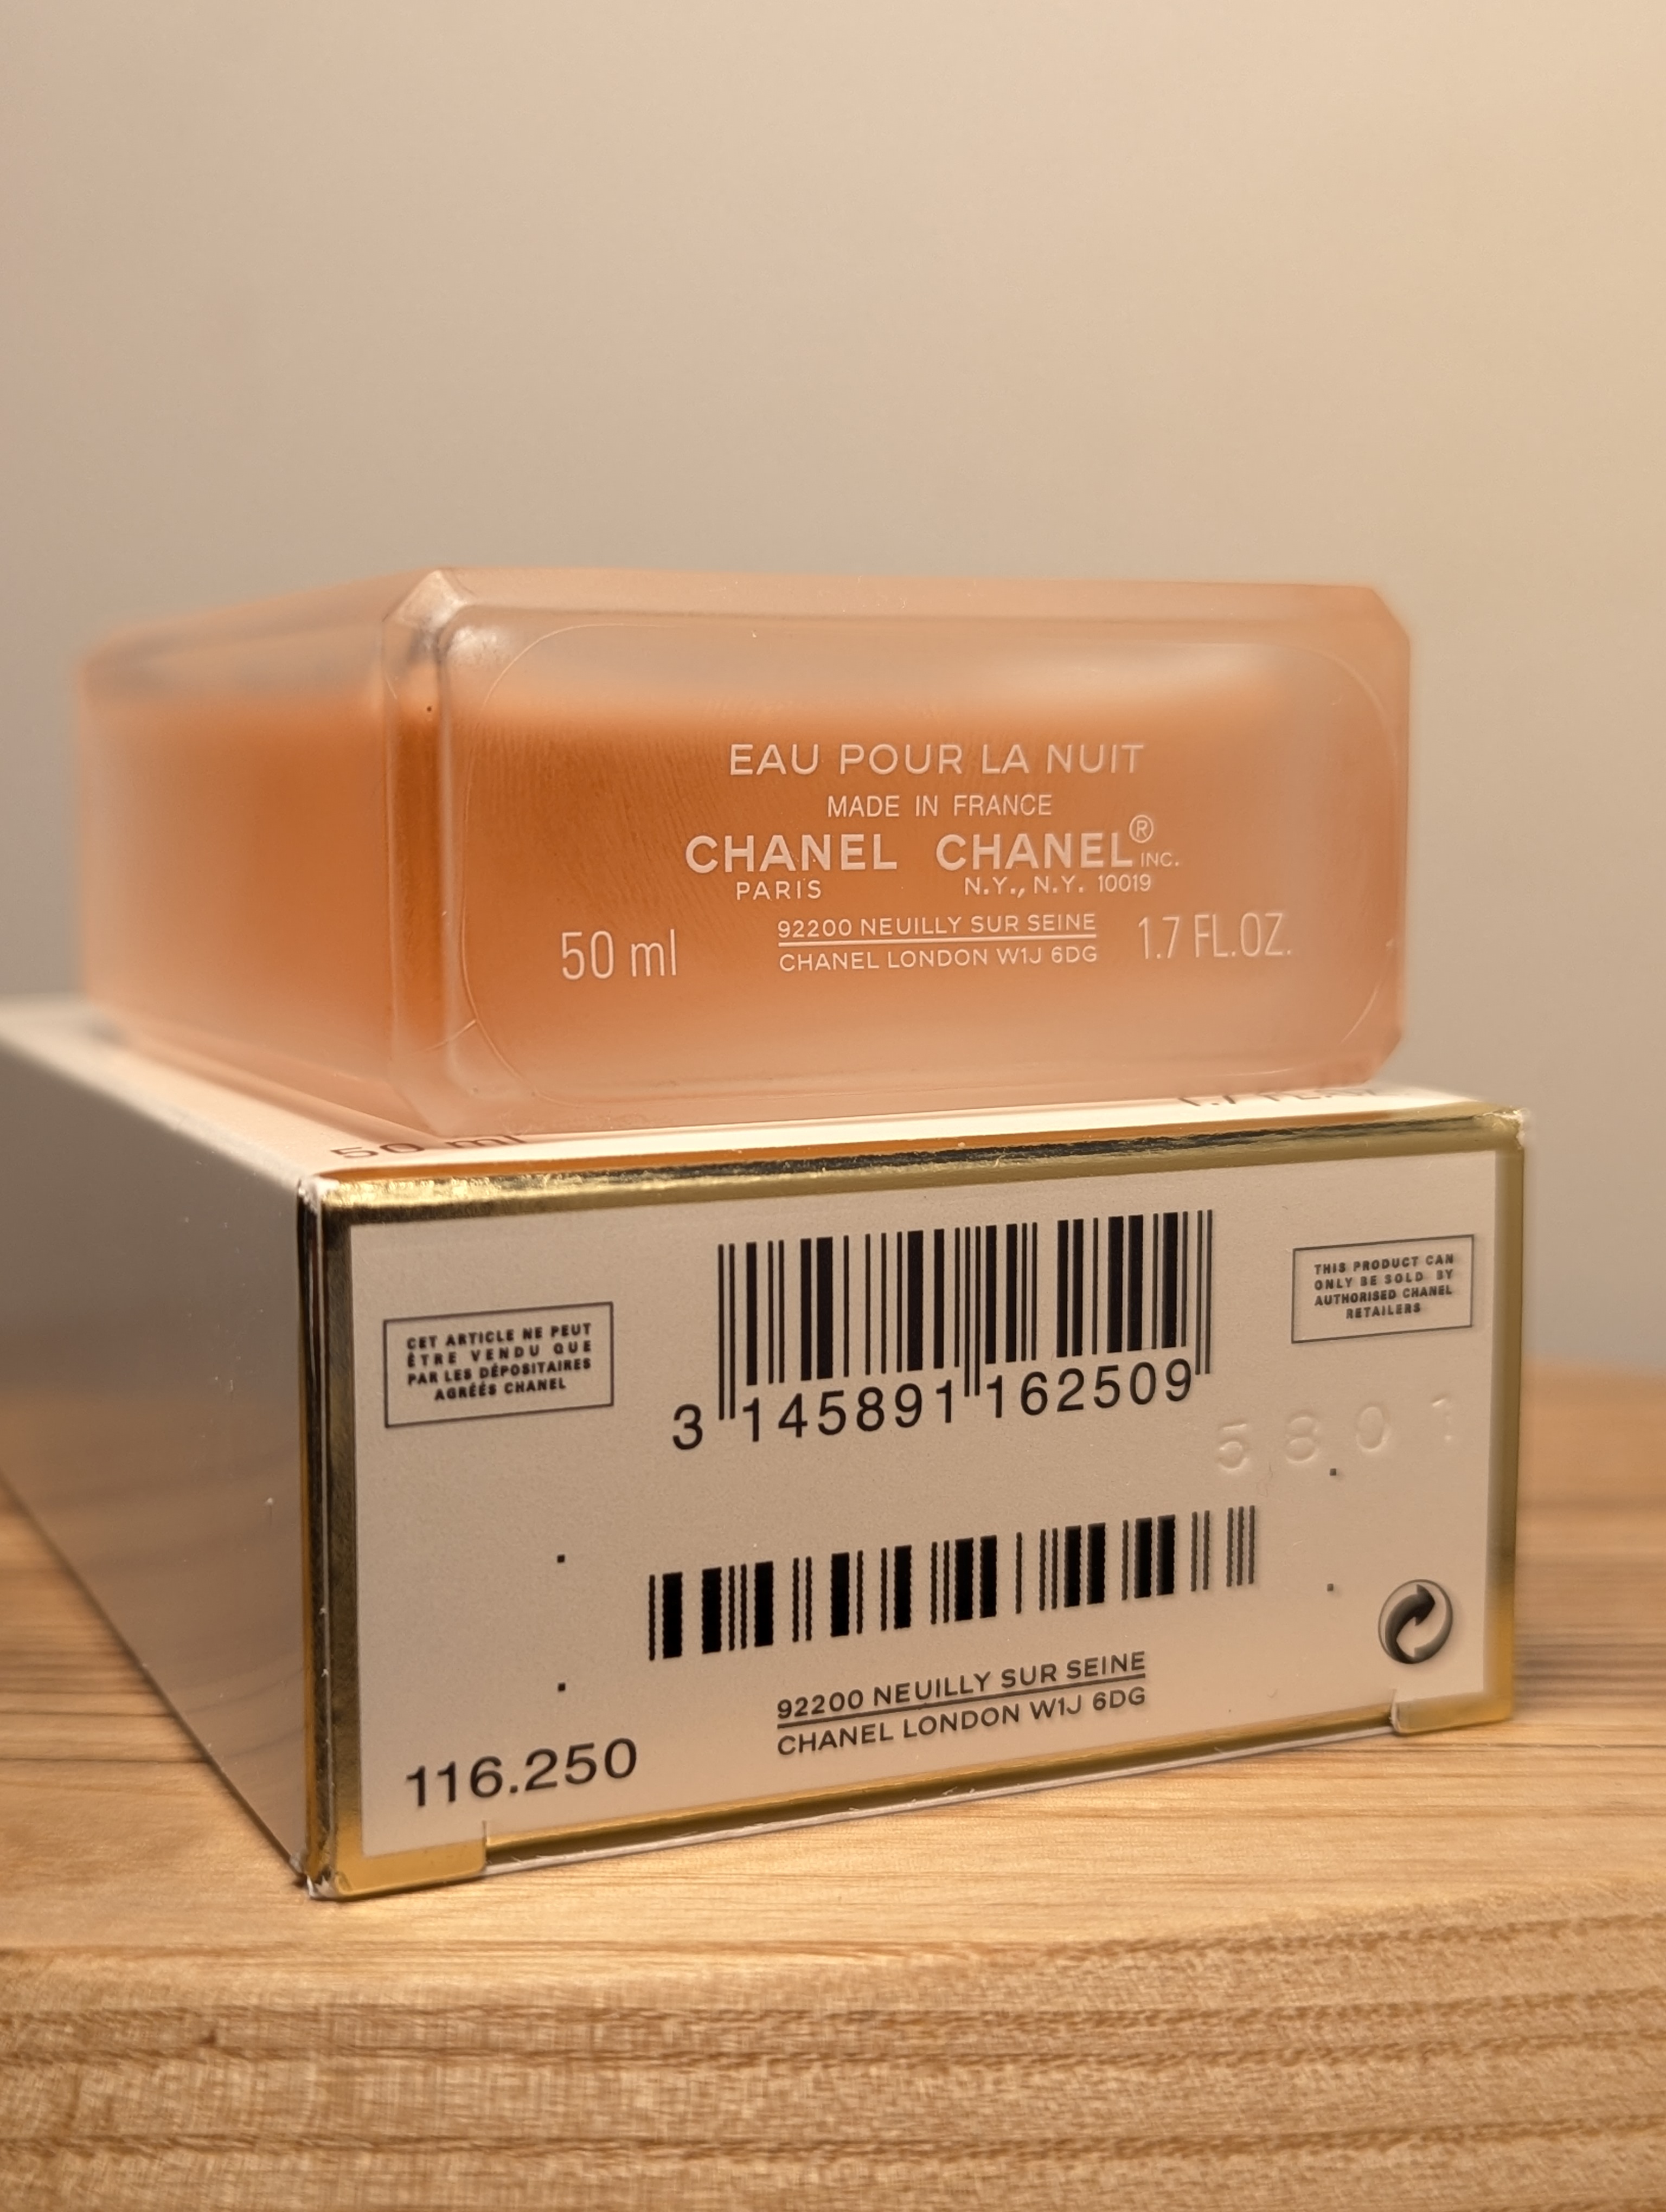 EAU POUR LA NUIT
MADE IN FRANCE
CHANEL CHANEL® INC.
PARIS N.Y., N.Y. 10019
50 ml
92200 NEUILLY SUR SEINE
CHANEL LONDON W1J 6DG
1.7 FL.OZ.
50 ml
CET ARTICLE NE PEUT
ÊTRE VENDU QUE
PAR LES DÉPOSITAIRES
AGRÉÉS CHANEL
THIS PRODUCT CAN
ONLY BE SOLD BY
AUTHORISED CHANEL
RETAILERS
3 145891 162509
580
92200 NEUILLY SUR SEINE
CHANEL LONDON W1J 6DG
116.250